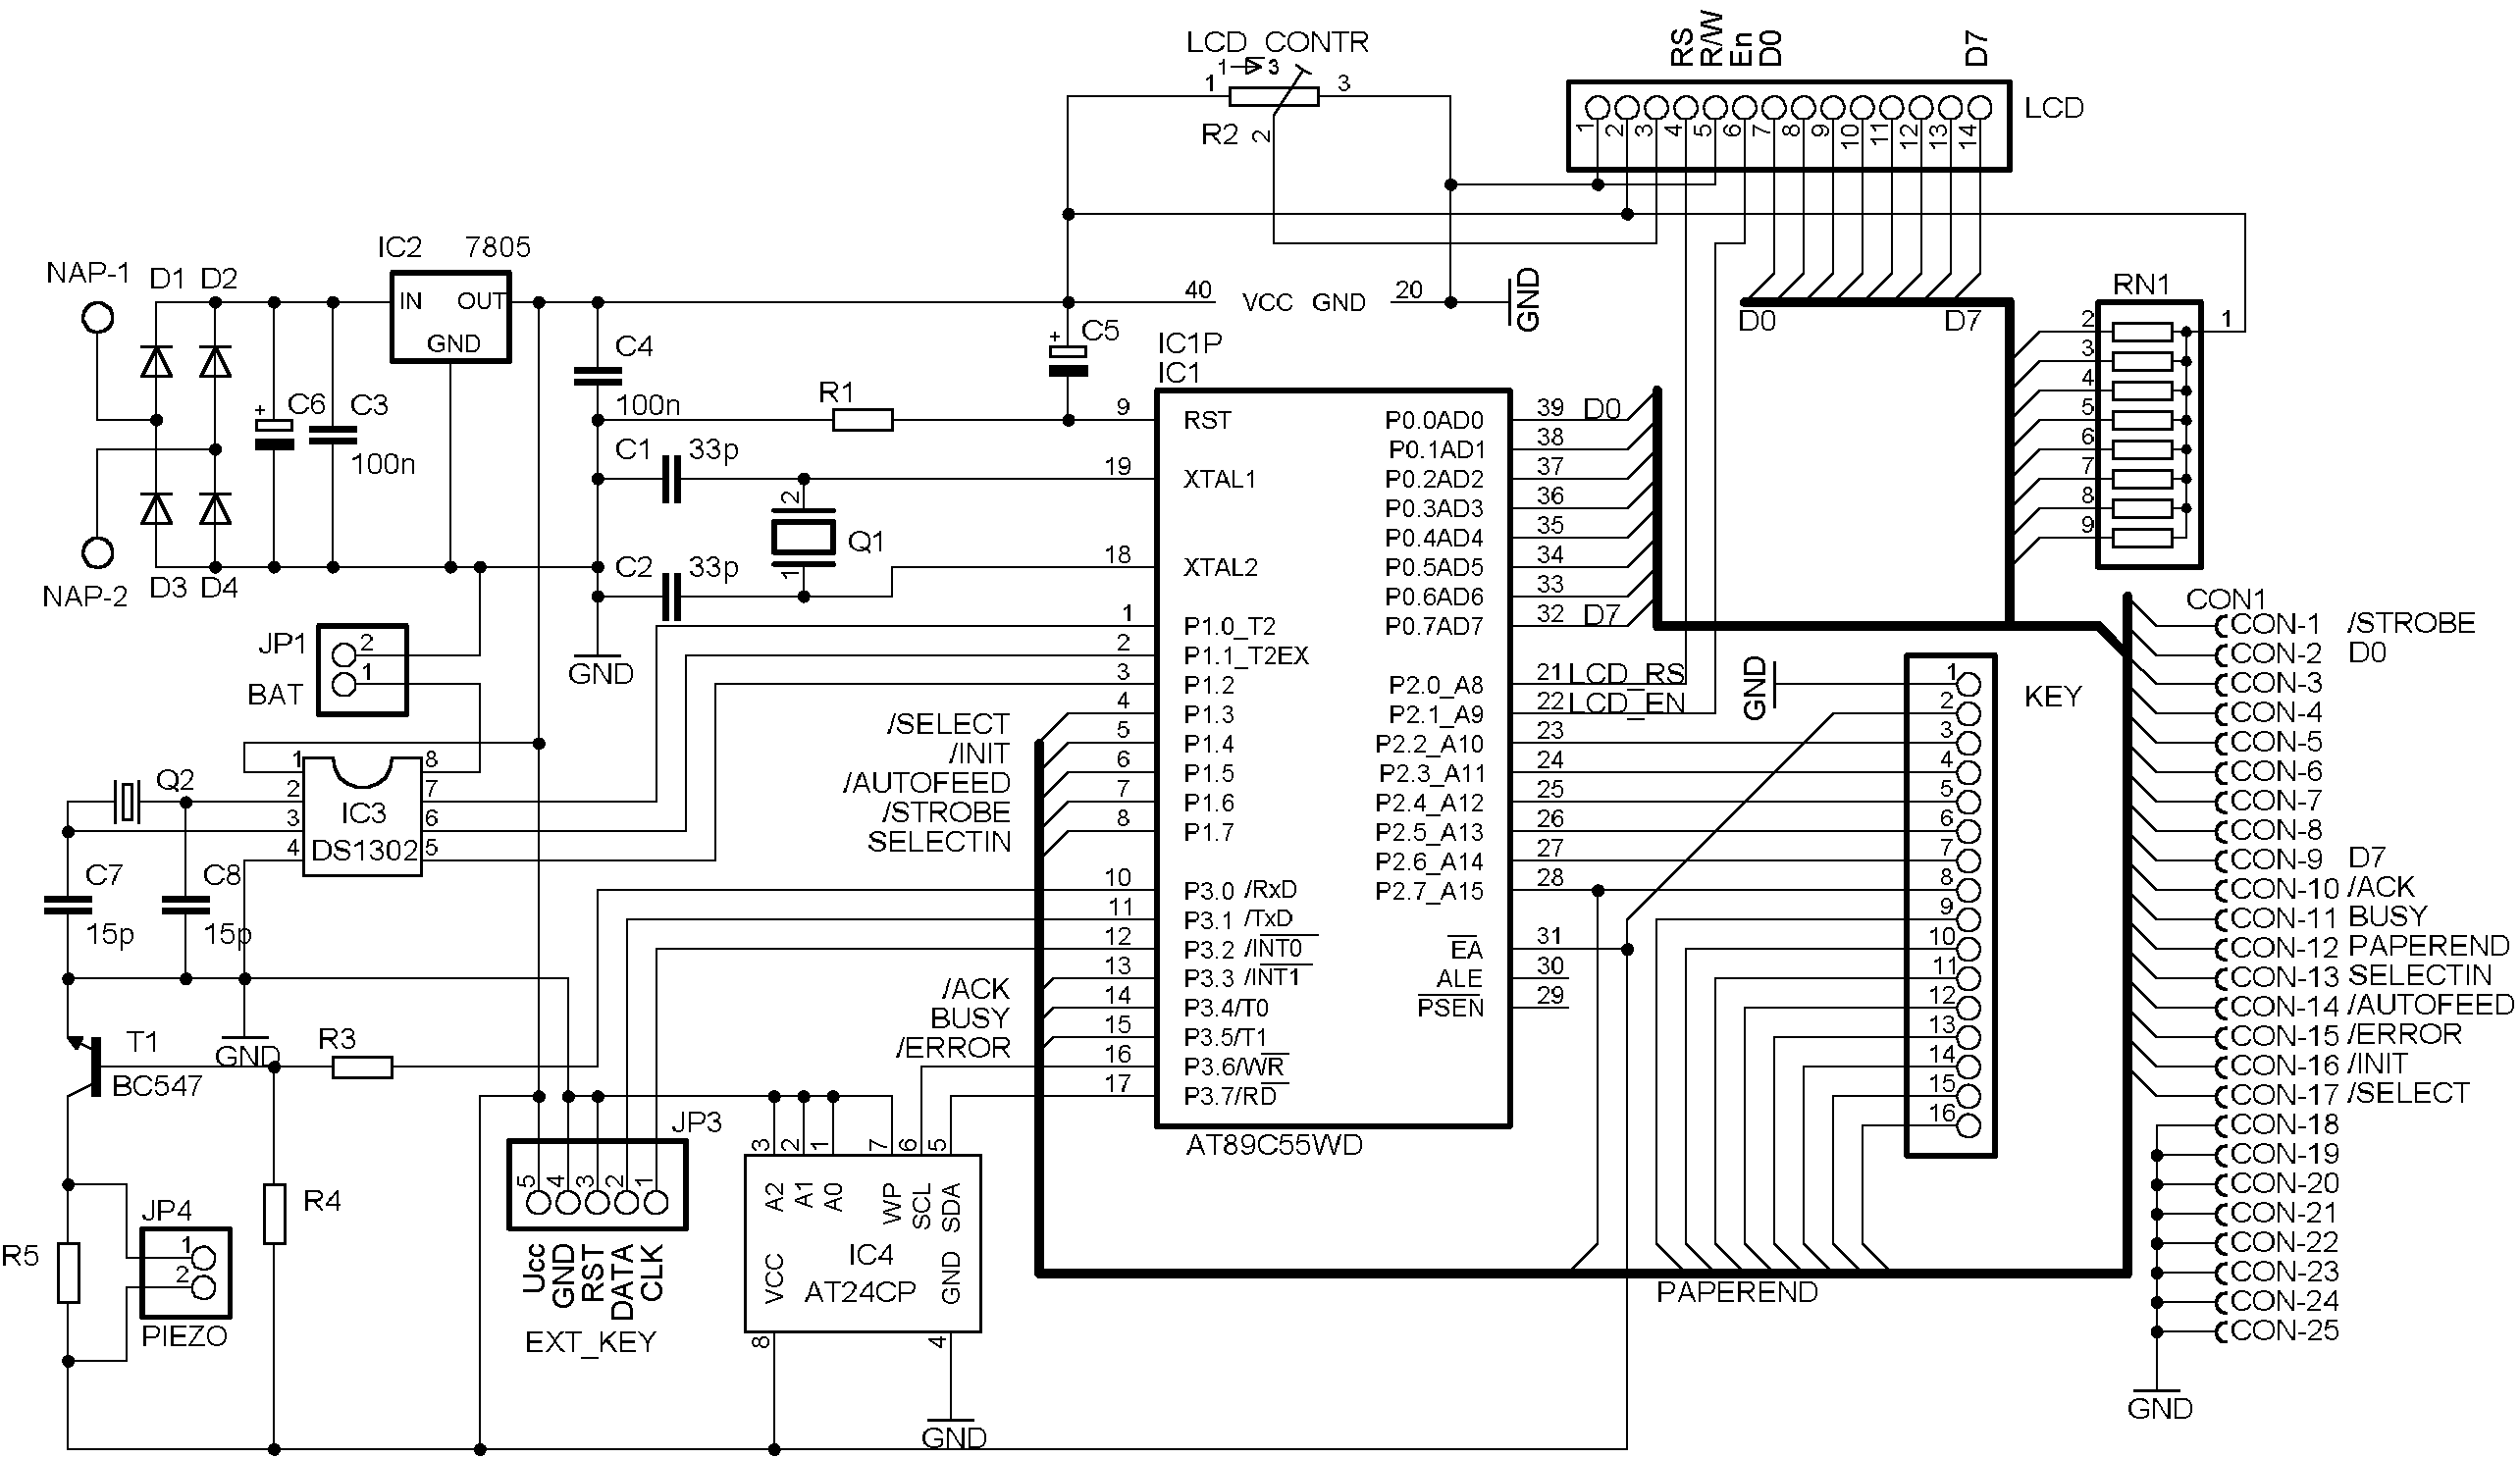 LCD_CONTR
1 3
1 3
R2 2
RS R/W En D0 D7
LCD
1 2 3 4 5 6 7 8 9 10 11 12 13 14
NAP-1
D1 D2
NAP-2
D3 D4
IC2 7805
IN OUT
GND
+ C6
C3
100n
C4
100n
+ C5
R1
C1 33p
C2 33p
2
Q1
1
GND
40 VCC GND 20
GND
IC1P
IC1
9 RST
19 XTAL1
18 XTAL2
1 P1.0_T2
2 P1.1_T2EX
3 P1.2
/SELECT 4 P1.3
/INIT 5 P1.4
/AUTOFEED 6 P1.5
/STROBE 7 P1.6
SELECTIN 8 P1.7
10 P3.0 /RxD
11 P3.1 /TxD
12 P3.2 /INT0
/ACK 13 P3.3 /INT1
BUSY 14 P3.4/T0
/ERROR 15 P3.5/T1
16 P3.6/WR
17 P3.7/RD
AT89C55WD
P0.0AD0 39 D0
P0.1AD1 38
P0.2AD2 37
P0.3AD3 36
P0.4AD4 35
P0.5AD5 34
P0.6AD6 33
P0.7AD7 32 D7
P2.0_A8 21 LCD_RS
P2.1_A9 22 LCD_EN
P2.2_A10 23
P2.3_A11 24
P2.4_A12 25
P2.5_A13 26
P2.6_A14 27
P2.7_A15 28
EA 31
ALE 30
PSEN 29
D0 D7
RN1
1
2
3
4
5
6
7
8
9
GND
KEY
1
2
3
4
5
6
7
8
9
10
11
12
13
14
15
16
PAPEREND
CON1
CON-1 /STROBE
CON-2 D0
CON-3
CON-4
CON-5
CON-6
CON-7
CON-8
CON-9 D7
CON-10 /ACK
CON-11 BUSY
CON-12 PAPEREND
CON-13 SELECTIN
CON-14 /AUTOFEED
CON-15 /ERROR
CON-16 /INIT
CON-17 /SELECT
CON-18
CON-19
CON-20
CON-21
CON-22
CON-23
CON-24
CON-25
GND
JP1 2
BAT 1
Q2
1 8
2 7
3 6
4 5
IC3
DS1302
C7
15p
C8
15p
GND
T1
BC547
R3
R4
R5
JP4
1
2
PIEZO
JP3
5 4 3 2 1
Ucc GND RST DATA CLK
EXT_KEY
3 2 1 7 6 5
A2 A1 A0 WP SCL SDA
IC4
AT24CP
VCC GND
8 4
GND